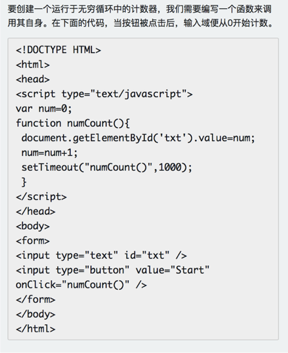 要创建一个运行于无穷循环中的计数器，我们需要编写一个函数来调
用其自身。在下面的代码，当按钮被点击后，输入域便从0开始计数。
<!DOCTYPE HTML>
<html>
<head>
<script type="text/javascript">
var num=0;
function numCount(){
 document.getElementById('txt').value=num;
 num=num+1;
 setTimeout("numCount()",1000);
 }
</script>
</head>
<body>
<form>
<input type="text" id="txt" />
<input type="button" value="Start"
onClick="numCount()" />
</form>
</body>
</html>